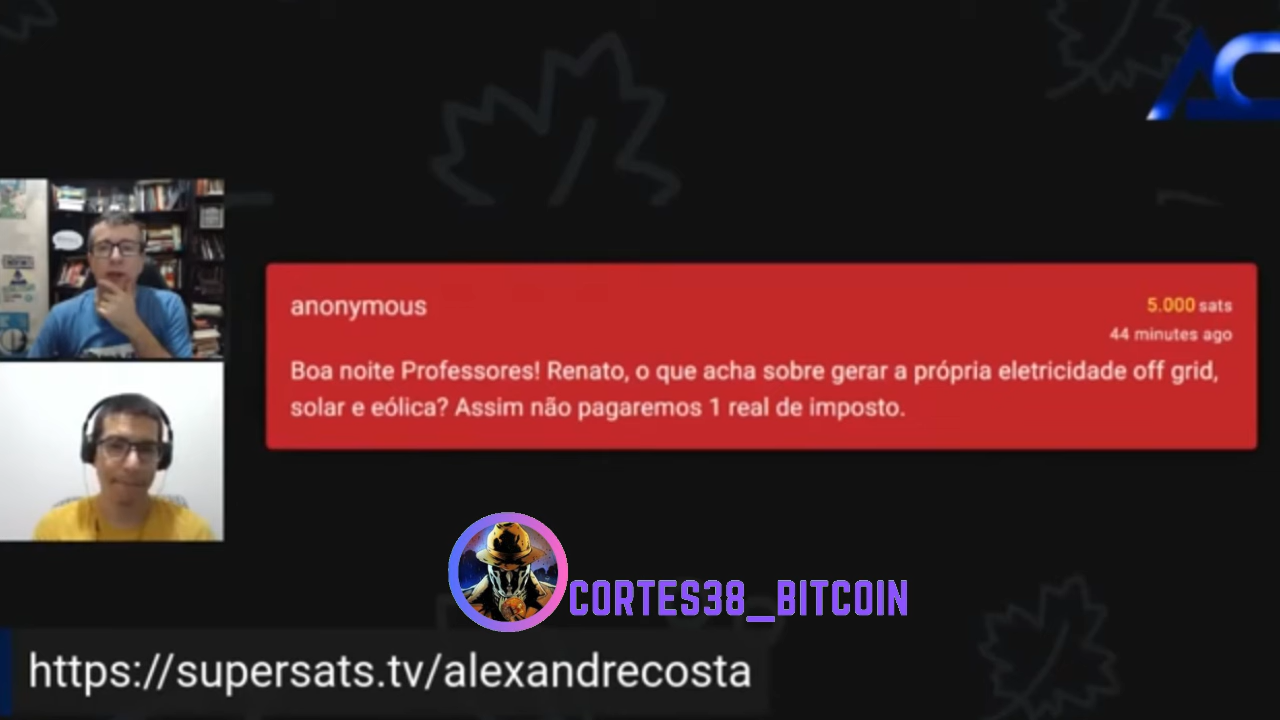 AC
anonymous
5.000 sats
44 minutes ago
Boa noite Professores! Renato, o que acha sobre gerar a própria eletricidade off grid,
solar e eólica? Assim não pagaremos 1 real de imposto.
CORTES38_BITCOIN
https://supersats.tv/alexandrecosta